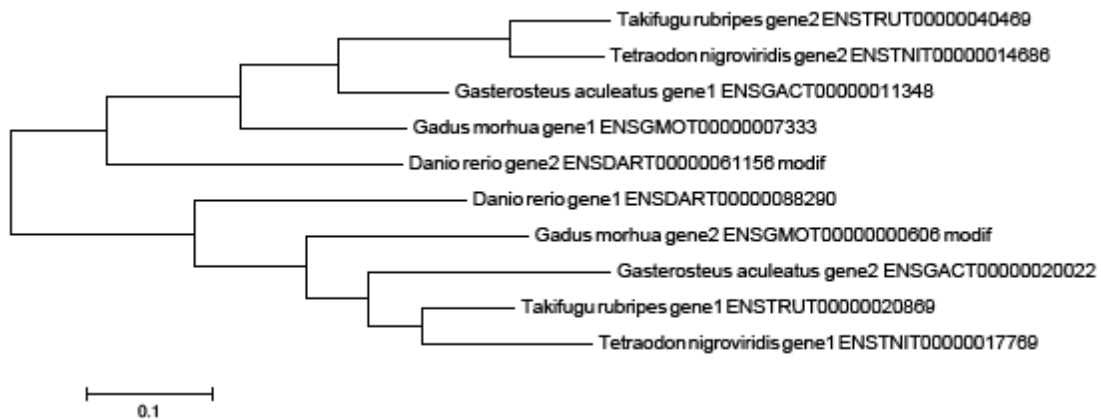 Takifugu rubripes gene2 ENSTRUT00000040469
Tetraodon nigroviridis gene2 ENSTNIT00000014686
Gasterosteus aculeatus gene1 ENSGACT00000011348
Gadus morhua gene1 ENSGMOT00000007333
Danio rerio gene2 ENSDART00000061156 modif
Danio rerio gene1 ENSDART00000088290
Gadus morhua gene2 ENSGMOT00000000606 modif
Gasterosteus aculeatus gene2 ENSGACT00000020022
Takifugu rubripes gene1 ENSTRUT00000020869
Tetraodon nigroviridis gene1 ENSTNIT00000017769
0.1